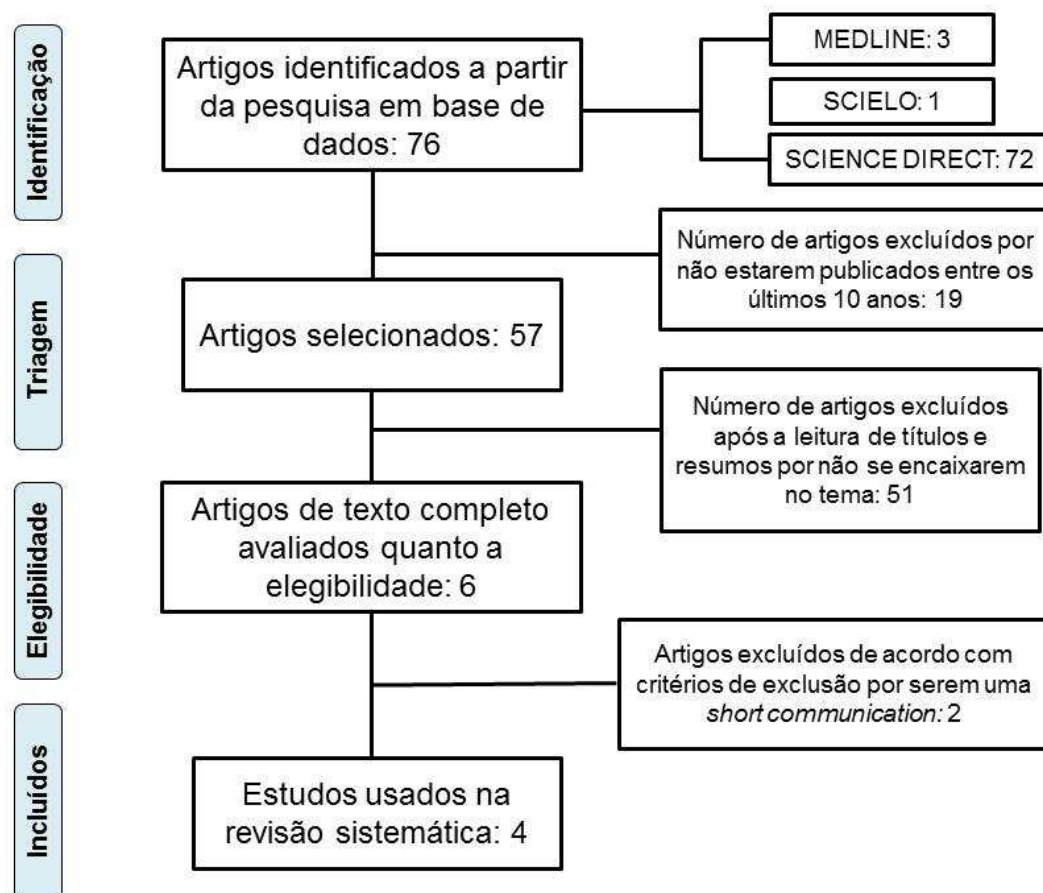 Identificação
Artigos identificados a partir
da pesquisa em base de
dados: 76
MEDLINE: 3
SCIELO: 1
SCIENCE DIRECT: 72
Número de artigos excluídos por
não estarem publicados entre os
últimos 10 anos: 19
Triagem
Artigos selecionados: 57
Número de artigos excluídos
após a leitura de títulos e
resumos por não se encaixarem
no tema: 51
Elegibilidade
Artigos de texto completo
avaliados quanto a
elegibilidade: 6
Artigos excluídos de acordo com
critérios de exclusão por serem uma
short communication: 2
Incluídos
Estudos usados na
revisão sistemática: 4